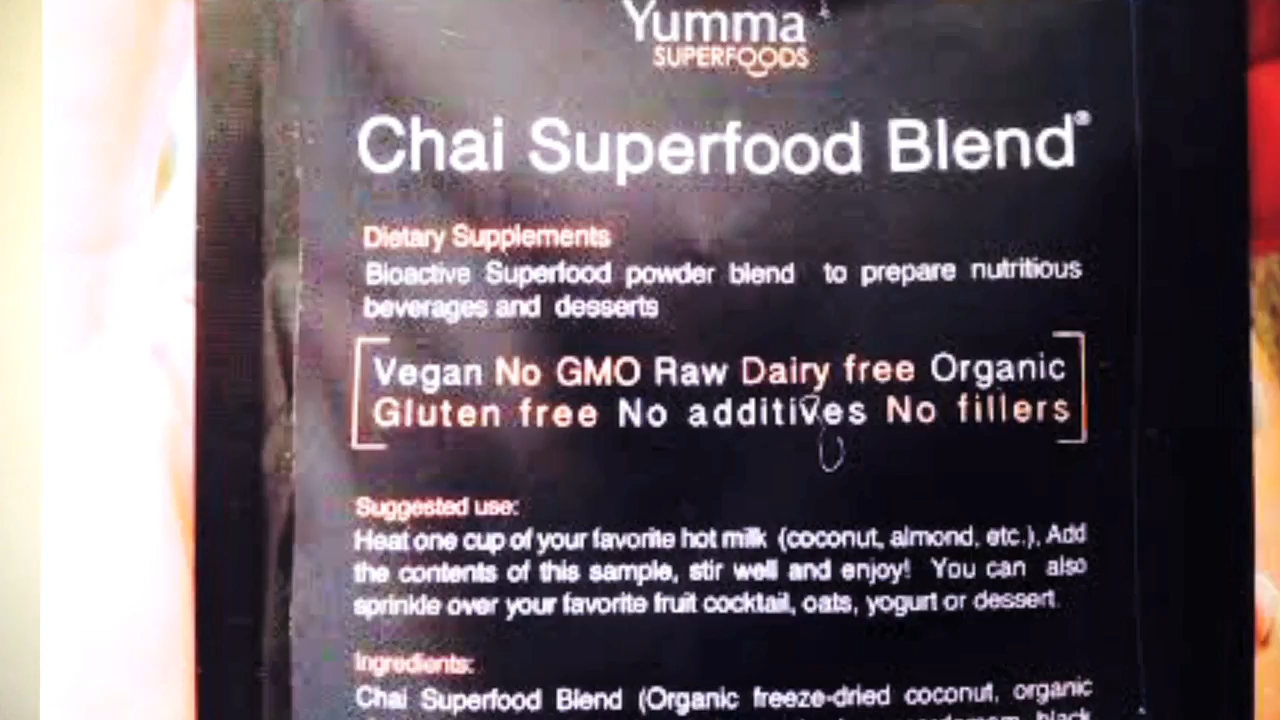 Yumma
SUPERFOODS
Chai Superfood Blend®
Dietary Supplements
Bioactive Superfood powder blend to prepare nutritious
beverages and desserts
Vegan No GMO Raw Dairy free Organic
Gluten free No additives No fillers
Suggested use:
Heat one cup of your favorite hot milk (coconut, almond, etc.), Add
the contents of this sample, stir well and enjoy! You can also
sprinkle over your favorite fruit cocktail, oats, yogurt or dessert.
Ingredients:
Chai Superfood Blend (Organic freeze-dried coconut, organic
cardamom, black